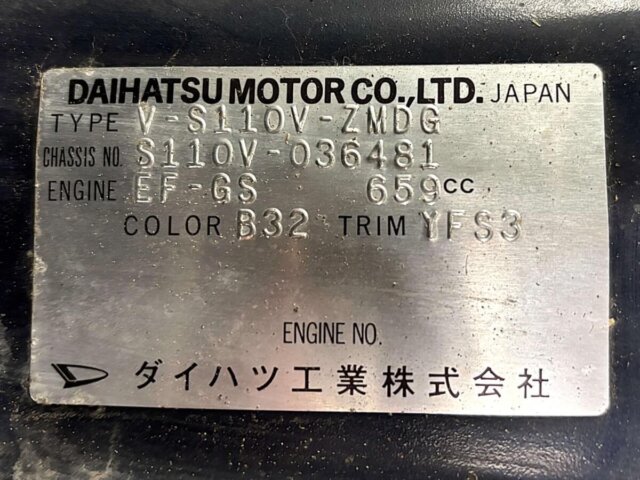 DAIHATSU MOTOR CO.,LTD. JAPAN
TYPE V-S110V-ZMDG
CHASSIS NO. S110V-036481
ENGINE EF-GS 659CC
COLOR B32 TRIM YFS3
ENGINE NO.
ダイハツ工業株式会社